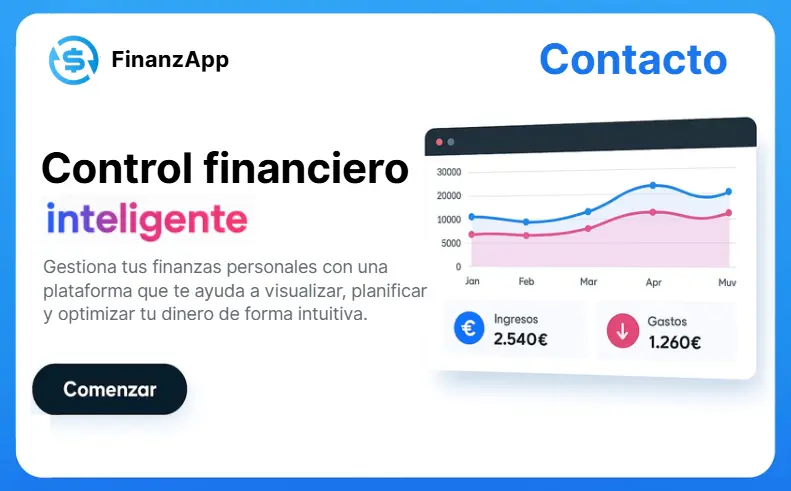 FinanzApp
Contacto
Control financiero
inteligente
Gestiona tus finanzas personales con una
plataforma que te ayuda a visualizar, planificar
y optimizar tu dinero de forma intuitiva.
Comenzar
30000
20000
10000
5000
0
Jan Feb Mar Apr Muv
Ingresos
2.540€
Gastos
1.260€